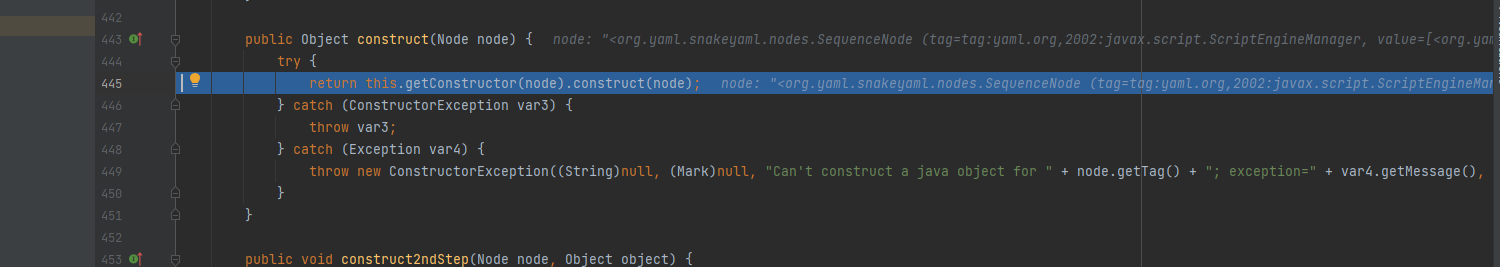 442
443 public Object construct(Node node) { node: "<org.yaml.snakeyaml.nodes.SequenceNode (tag=tag:yaml.org,2002:javax.script.ScriptEngineManager, value=[<org.yam
444 try {
445 return this.getConstructor(node).construct(node); node: "<org.yaml.snakeyaml.nodes.SequenceNode (tag=tag:yaml.org,2002:javax.script.ScriptEngineMan
446 } catch (ConstructorException var3) {
447 throw var3;
448 } catch (Exception var4) {
449 throw new ConstructorException((String)null, (Mark)null, "Can't construct a java object for " + node.getTag() + "; exception=" + var4.getMessage(),
450 }
451 }
452
453 public void construct2ndStep(Node node, Object object) {